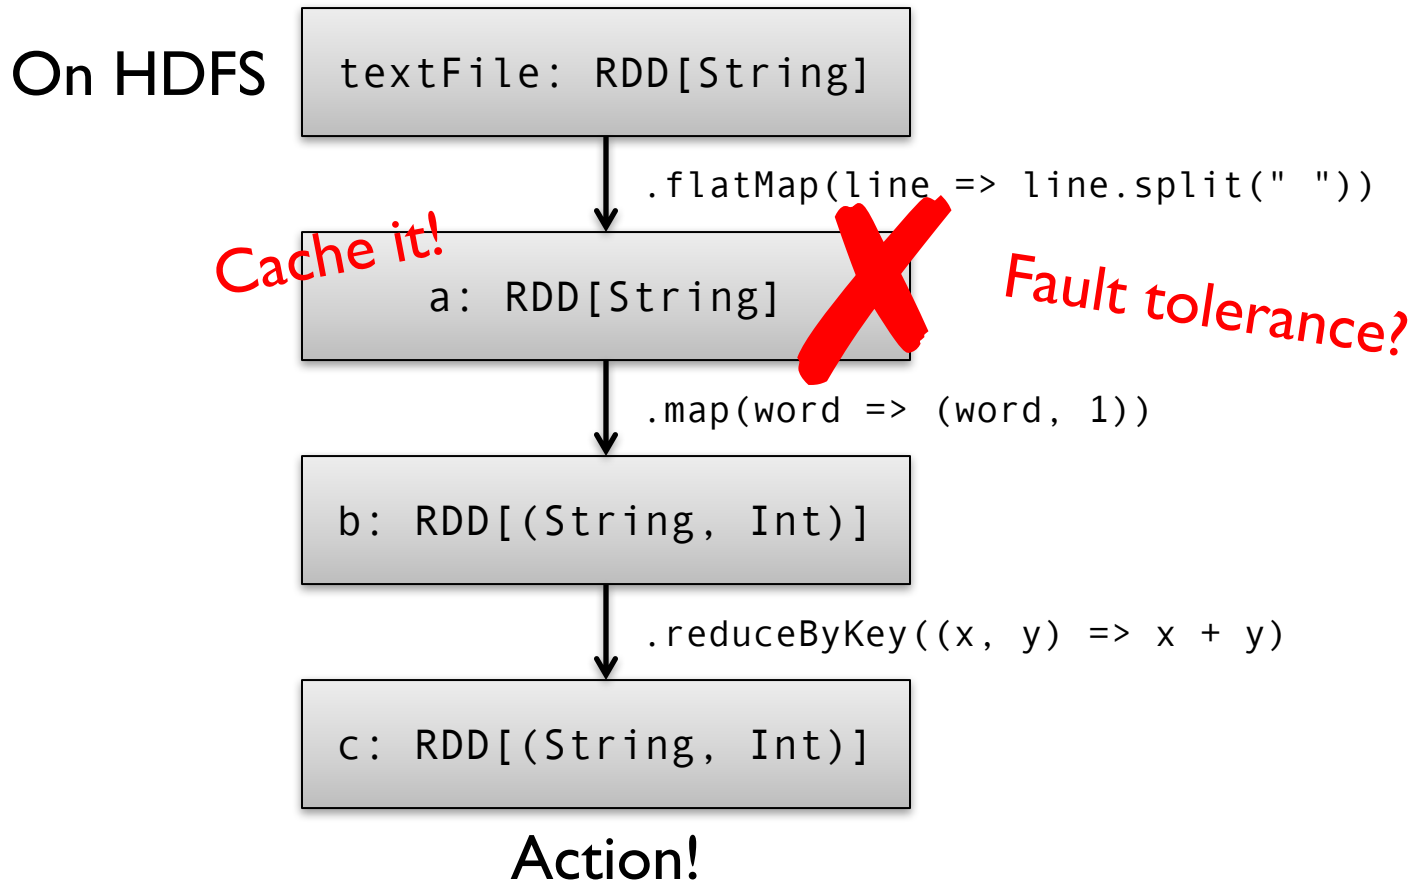 On HDFS
textFile: RDD[String]
.flatMap(line => line.split(" "))
Cache it!
a: RDD[String]
Fault tolerance?
.map(word => (word, 1))
b: RDD[(String, Int)]
.reduceByKey((x, y) => x + y)
c: RDD[(String, Int)]
Action!